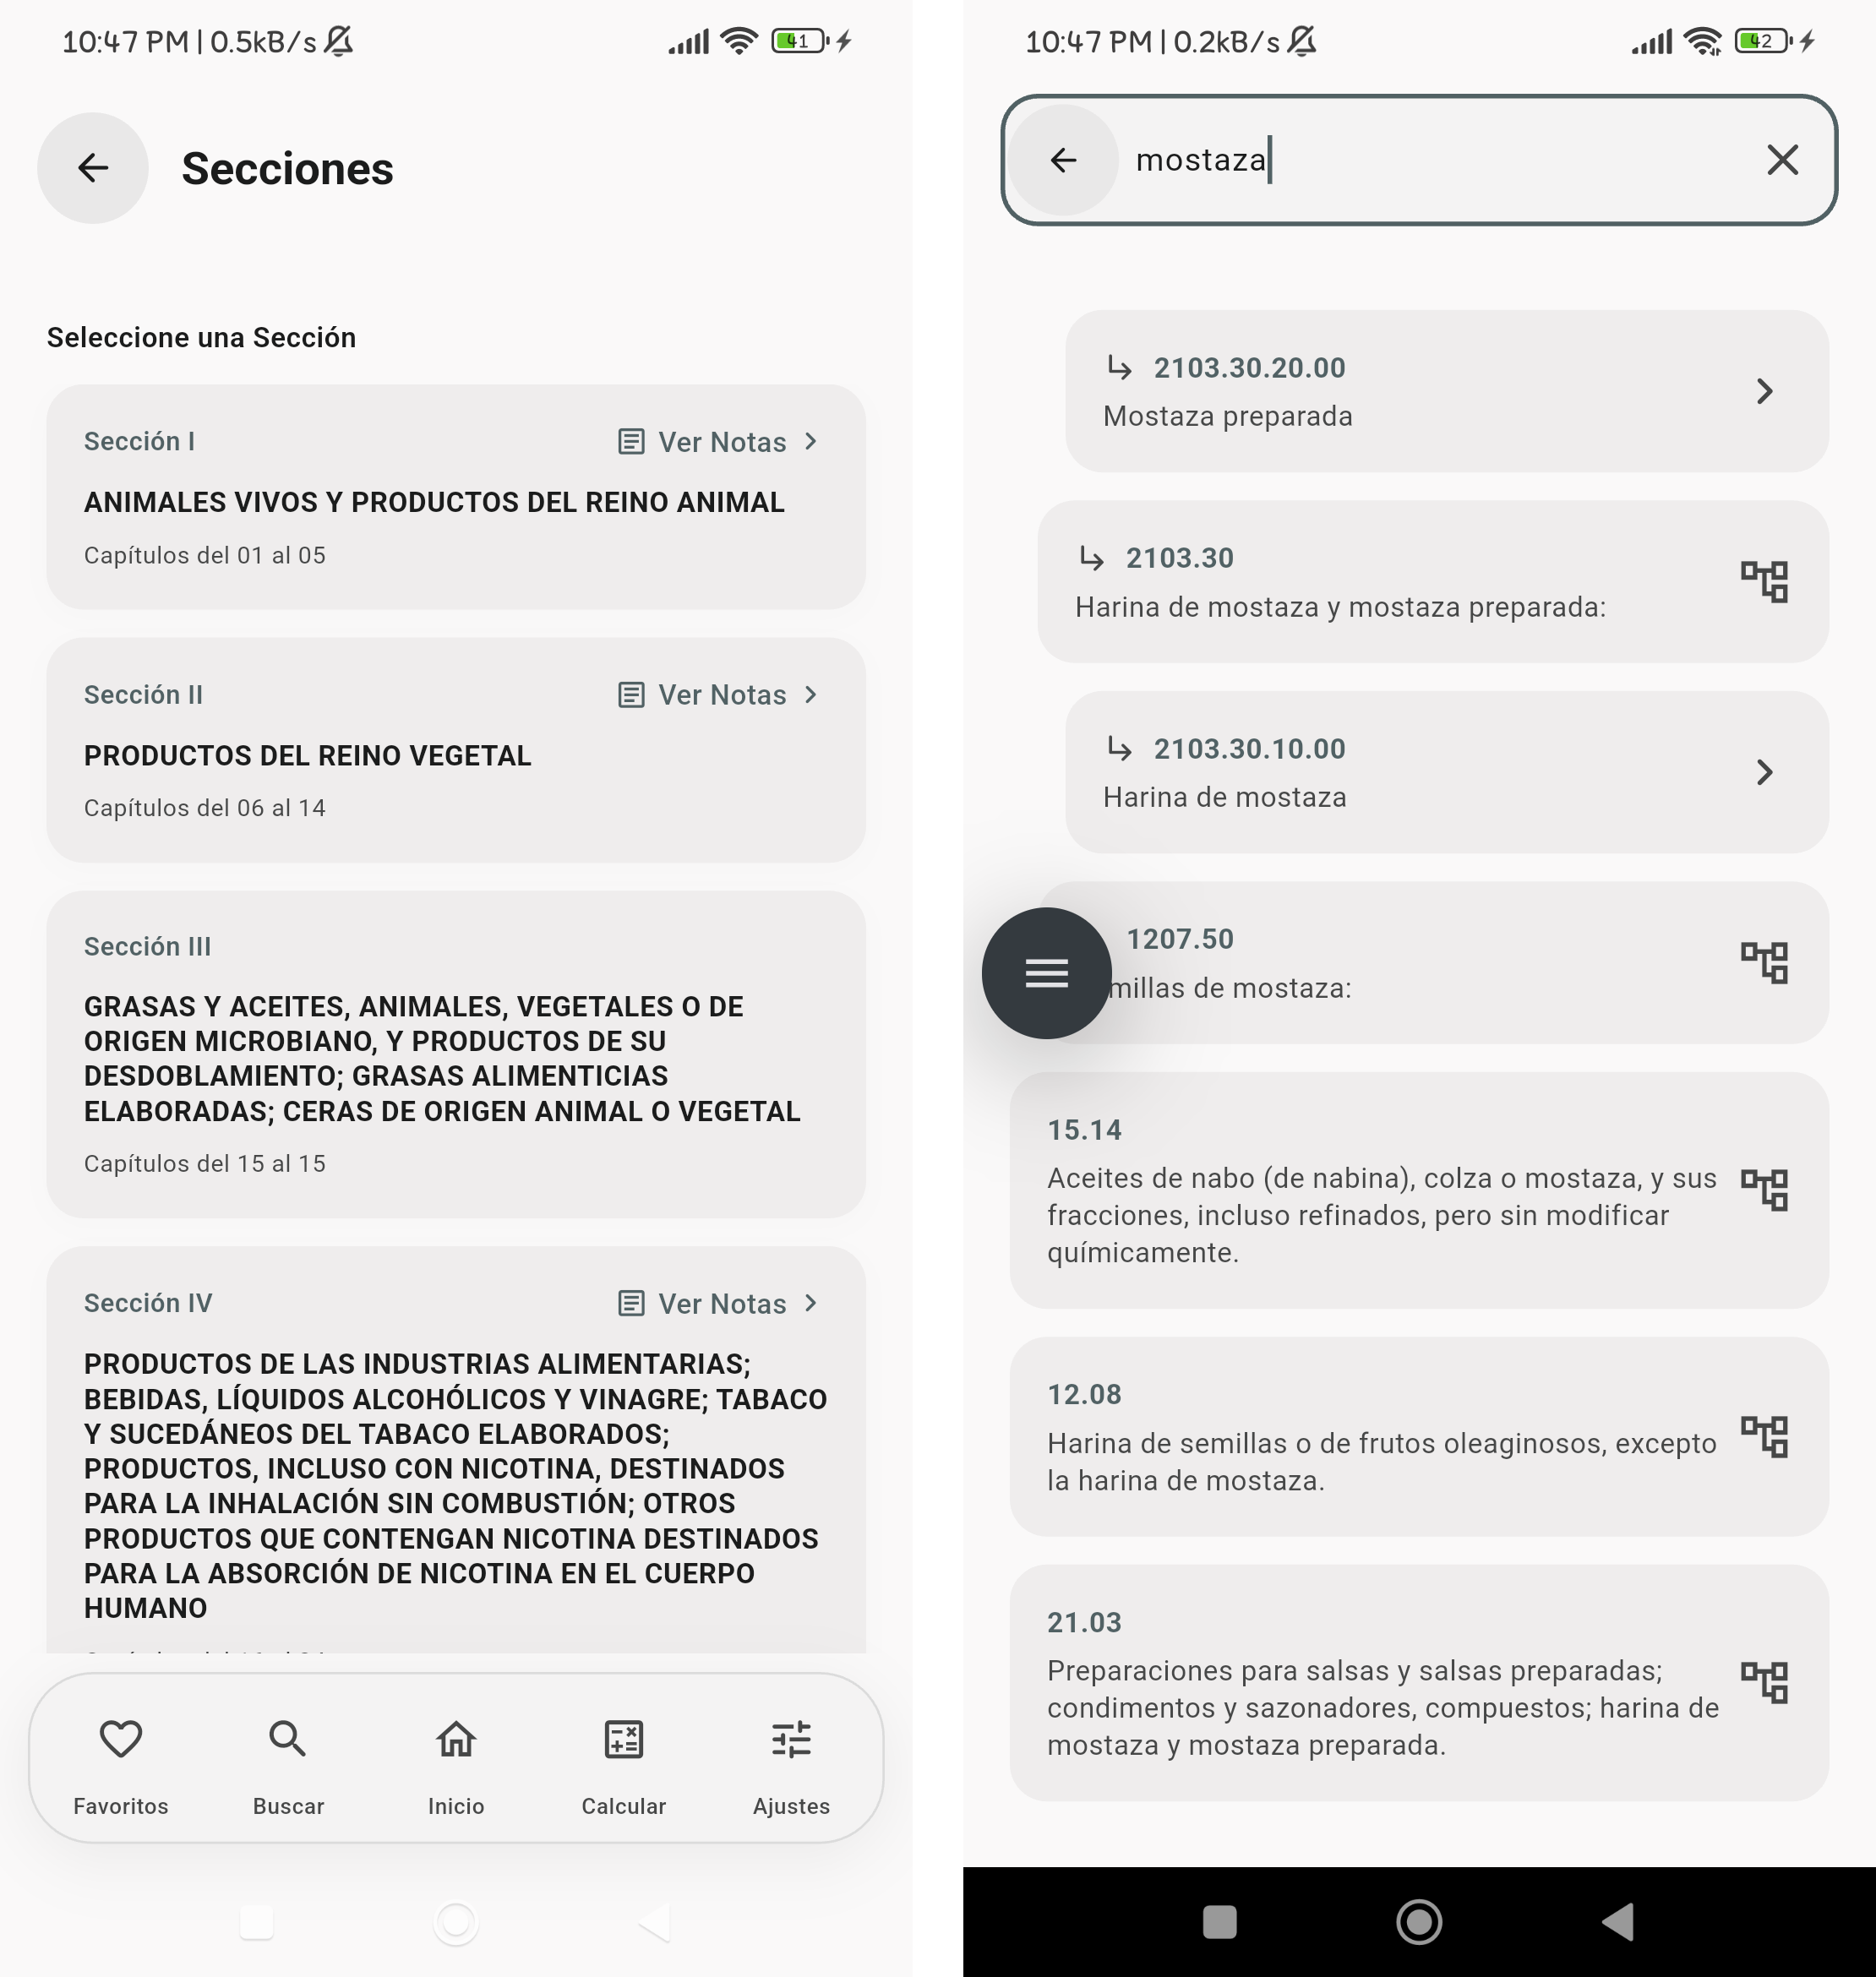 10:47 PM | 0.5kB/s
41
Secciones
Seleccione una Sección
Sección I
Ver Notas
ANIMALES VIVOS Y PRODUCTOS DEL REINO ANIMAL
Capítulos del 01 al 05
Sección II
Ver Notas
PRODUCTOS DEL REINO VEGETAL
Capítulos del 06 al 14
Sección III
GRASAS Y ACEITES, ANIMALES, VEGETALES O DE
ORIGEN MICROBIANO, Y PRODUCTOS DE SU
DESDOBLAMIENTO; GRASAS ALIMENTICIAS
ELABORADAS; CERAS DE ORIGEN ANIMAL O VEGETAL
Capítulos del 15 al 15
Sección IV
Ver Notas
PRODUCTOS DE LAS INDUSTRIAS ALIMENTARIAS;
BEBIDAS, LÍQUIDOS ALCOHÓLICOS Y VINAGRE; TABACO
Y SUCEDÁNEOS DEL TABACO ELABORADOS;
PRODUCTOS, INCLUSO CON NICOTINA, DESTINADOS
PARA LA INHALACIÓN SIN COMBUSTIÓN; OTROS
PRODUCTOS QUE CONTENGAN NICOTINA DESTINADOS
PARA LA ABSORCIÓN DE NICOTINA EN EL CUERPO
HUMANO
Favoritos
Buscar
Inicio
Calcular
Ajustes
10:47 PM | 0.2kB/s
42
mostaza
2103.30.20.00
Mostaza preparada
2103.30
Harina de mostaza y mostaza preparada:
2103.30.10.00
Harina de mostaza
1207.50
millas de mostaza:
15.14
Aceites de nabo (de nabina), colza o mostaza, y sus
fracciones, incluso refinados, pero sin modificar
químicamente.
12.08
Harina de semillas o de frutos oleaginosos, excepto
la harina de mostaza.
21.03
Preparaciones para salsas y salsas preparadas;
condimentos y sazonadores, compuestos; harina de
mostaza y mostaza preparada.